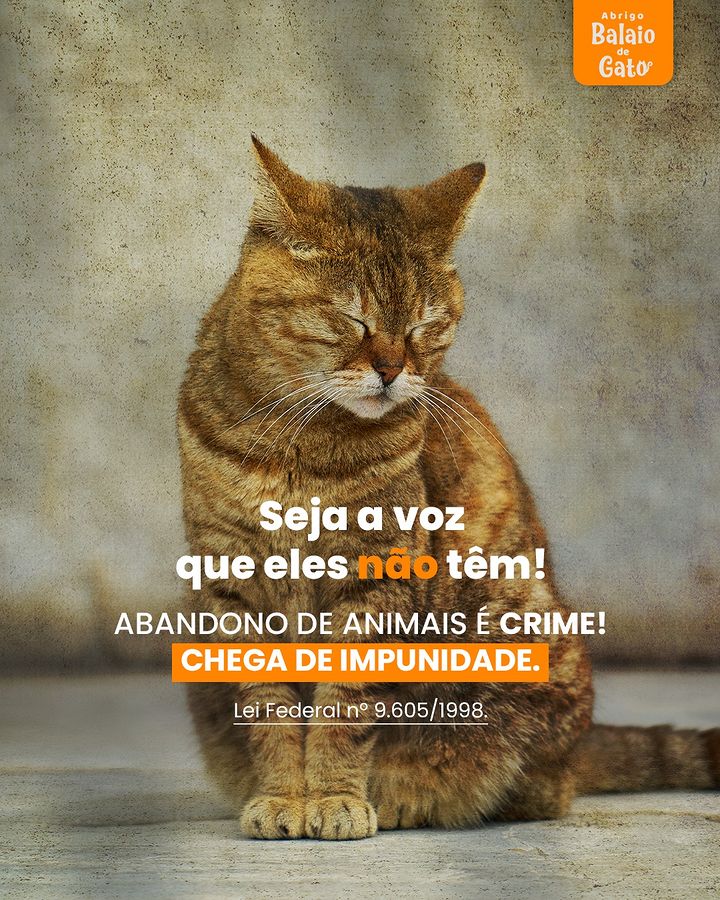 Abrigo
Balaio
de
Gato
Seja a voz
que eles não têm!
ABANDONO DE ANIMAIS É CRIME!
CHEGA DE IMPUNIDADE.
Lei Federal nº 9.605/1998.